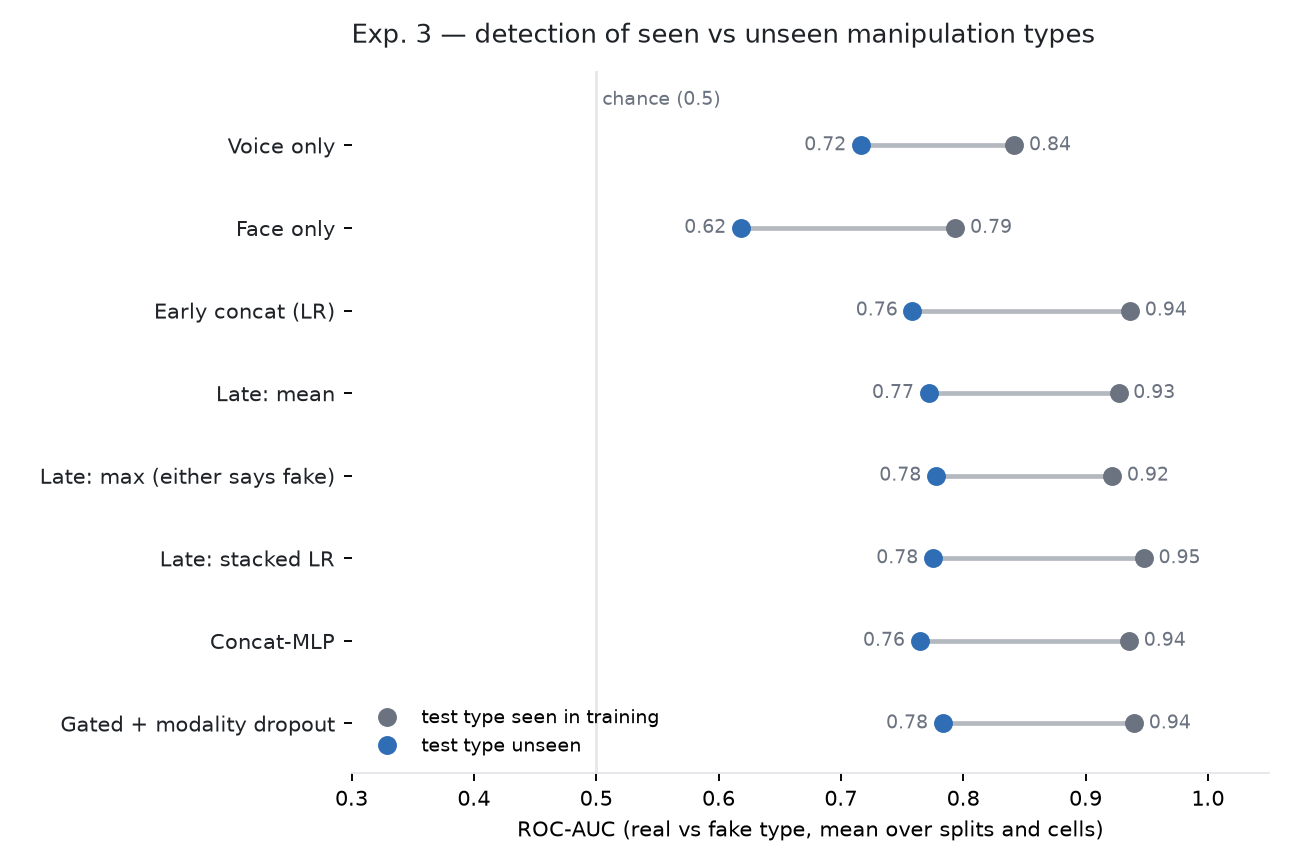 Exp. 3 — detection of seen vs unseen manipulation types
chance (0.5)
Voice only 0.72 0.84
Face only 0.62 0.79
Early concat (LR) 0.76 0.94
Late: mean 0.77 0.93
Late: max (either says fake) 0.78 0.92
Late: stacked LR 0.78 0.95
Concat-MLP 0.76 0.94
Gated + modality dropout 0.78 0.94
test type seen in training
test type unseen
0.3 0.4 0.5 0.6 0.7 0.8 0.9 1.0
ROC-AUC (real vs fake type, mean over splits and cells)